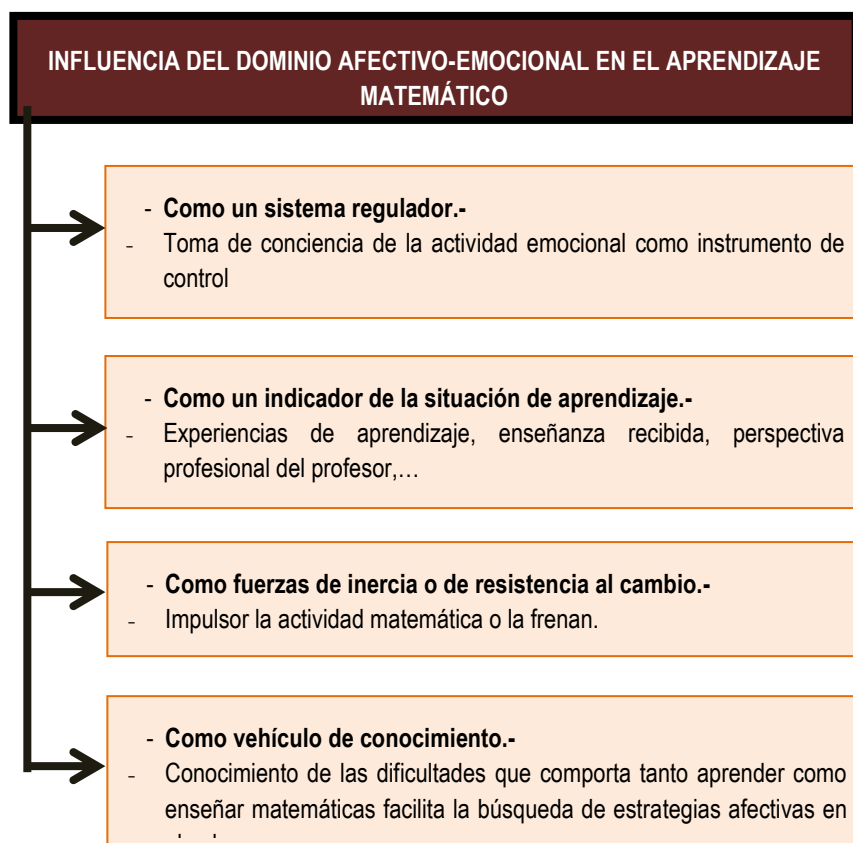 INFLUENCIA DEL DOMINIO AFECTIVO-EMOCIONAL EN EL APRENDIZAJE
MATEMÁTICO
- Como un sistema regulador.-
- Toma de conciencia de la actividad emocional como instrumento de
control
- Como un indicador de la situación de aprendizaje.-
- Experiencias de aprendizaje, enseñanza recibida, perspectiva
profesional del profesor,…
- Como fuerzas de inercia o de resistencia al cambio.-
- Impulsor la actividad matemática o la frenan.
- Como vehículo de conocimiento.-
- Conocimiento de las dificultades que comporta tanto aprender como
enseñar matemáticas facilita la búsqueda de estrategias afectivas en